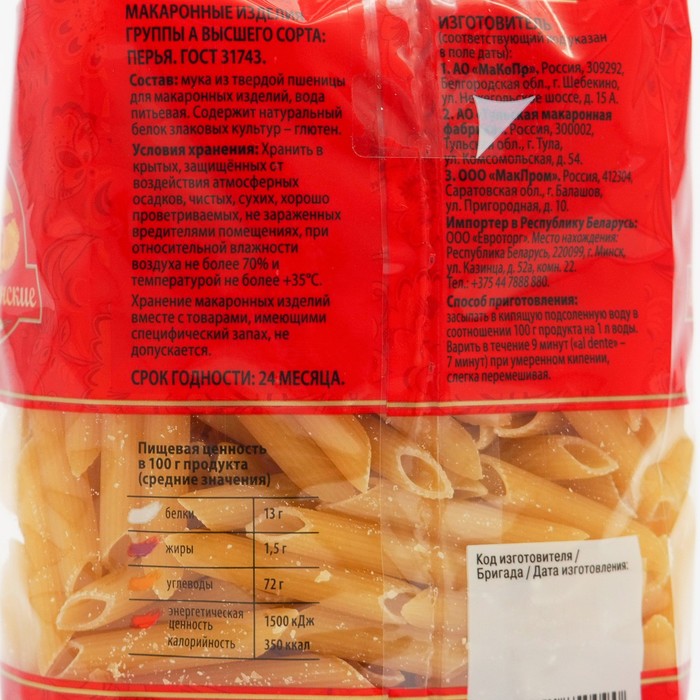 МАКАРОННЫЕ ИЗДЕЛИЯ
ГРУППЫ А ВЫСШЕГО СОРТА:
ПЕРЬЯ. ГОСТ 31743.
Состав: мука из твердой пшеницы
для макаронных изделий, вода
питьевая. Содержит натуральный
белок злаковых культур – глютен.
Условия хранения: Хранить в
крытых, защищённых от
воздействия атмосферных
осадков, чистых, сухих, хорошо
проветриваемых, не зараженных
вредителями помещениях, при
относительной влажности
воздуха не более 70% и
температурой не более +35°С.
Хранение макаронных изделий
вместе с товарами, имеющими
специфический запах, не
допускается.
СРОК ГОДНОСТИ: 24 МЕСЯЦА.
ИЗГОТОВИТЕЛЬ
(соответствующий указан
в поле даты):
1. АО «МаКоПр». Россия, 309292,
Белгородская обл., г. Шебекино,
ул. шоссе, д. 15 А.
2. АО макаронная
фабрика Россия, 300002,
Тульская обл., г. Тула,
ул. Комсомольская, д. 54.
3. ООО «МакПром». Россия, 412304,
Саратовская обл., г. Балашов,
ул. Пригородная, д. 10.
Импортер в Республику Беларусь:
ООО «Евроторг». Место нахождения:
Республика Беларусь, 220099, г. Минск,
ул. Казинца, д. 52а, комн. 22.
Тел.: +375 44 7888 880.
Способ приготовления:
засыпать в кипящую подсоленную воду в
соотношении 100 г продукта на 1 л воды.
Варить в течение 9 минут («al dente» –
7 минут) при умеренном кипении,
слегка перемешивая.
Пищевая ценность
в 100 г продукта
(средние значения)
белки 13 г
жиры 1,5 г
углеводы 72 г
энергетическая
ценность 1500 кДж
калорийность 350 ккал
Код изготовителя /
Бригада / Дата изготовления: